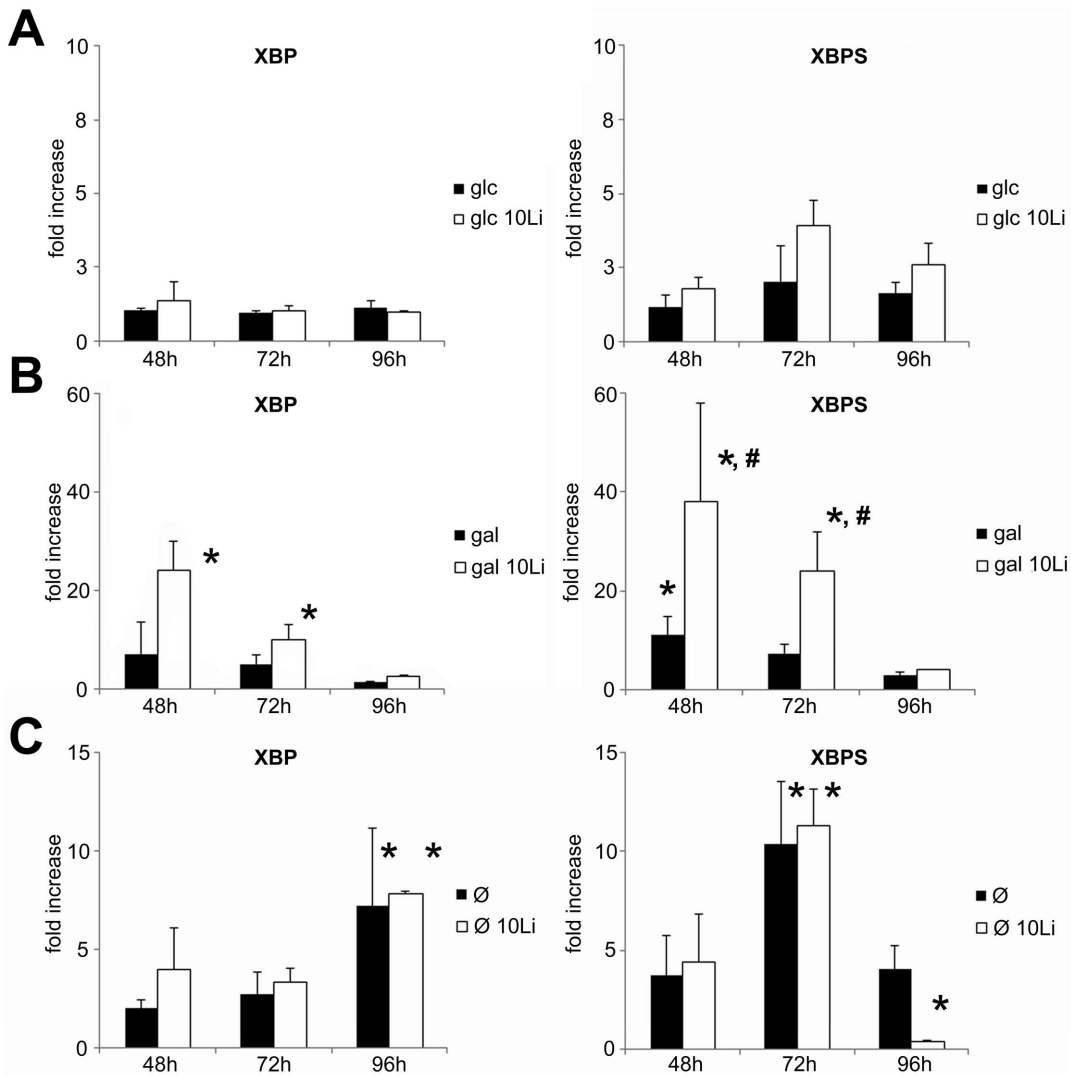 A
XBP
fold increase
10
8
5
3
0
48h 72h 96h
glc
glc 10Li
XBPS
fold increase
10
8
5
3
0
48h 72h 96h
glc
glc 10Li
B
XBP
fold increase
60
40
20
0
*
*
48h 72h 96h
gal
gal 10Li
XBPS
fold increase
60
40
20
0
*, #
*, #
*
48h 72h 96h
gal
gal 10Li
C
XBP
fold increase
15
10
5
0
* *
48h 72h 96h
Ø
Ø 10Li
XBPS
fold increase
15
10
5
0
* *
*
48h 72h 96h
Ø
Ø 10Li